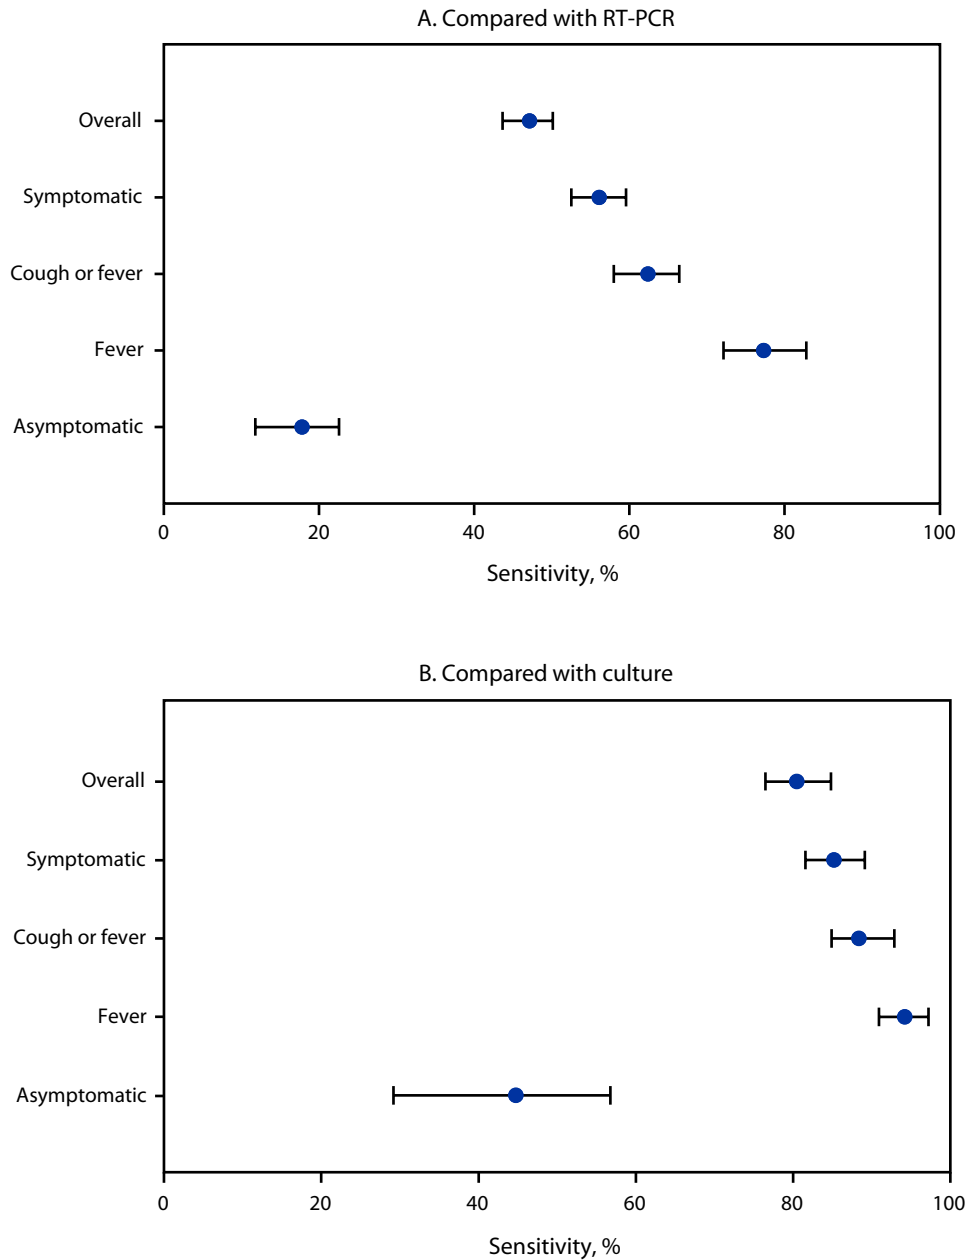 A. Compared with RT-PCR
Overall
Symptomatic
Cough or fever
Fever
Asymptomatic
0 20 40 60 80 100
Sensitivity, %
B. Compared with culture
Overall
Symptomatic
Cough or fever
Fever
Asymptomatic
0 20 40 60 80 100
Sensitivity, %